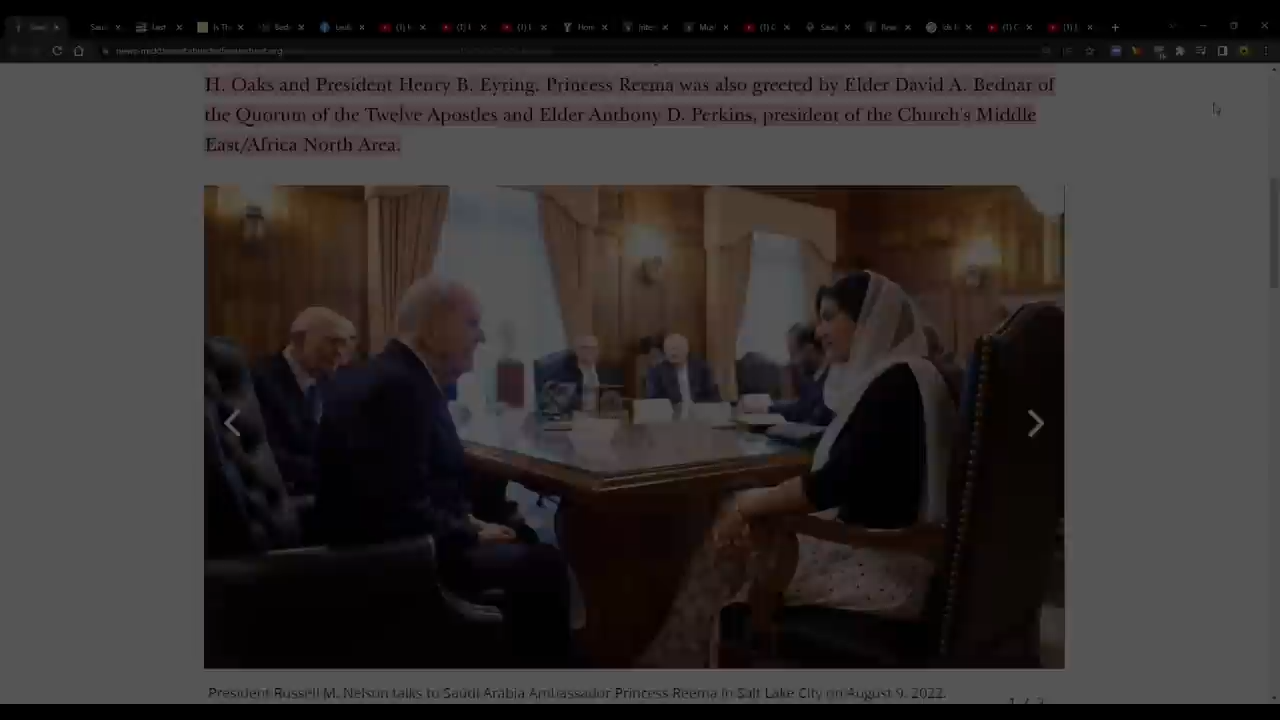 H. Oaks and President Henry B. Eyring. Princess Reema was also greeted by Elder David A. Bednar of
the Quorum of the Twelve Apostles and Elder Anthony D. Perkins, president of the Church's Middle
East/Africa North Area.
President Russell M. Nelson talks to Saudi Arabia Ambassador Princess Reema in Salt Lake City on August 9, 2022.